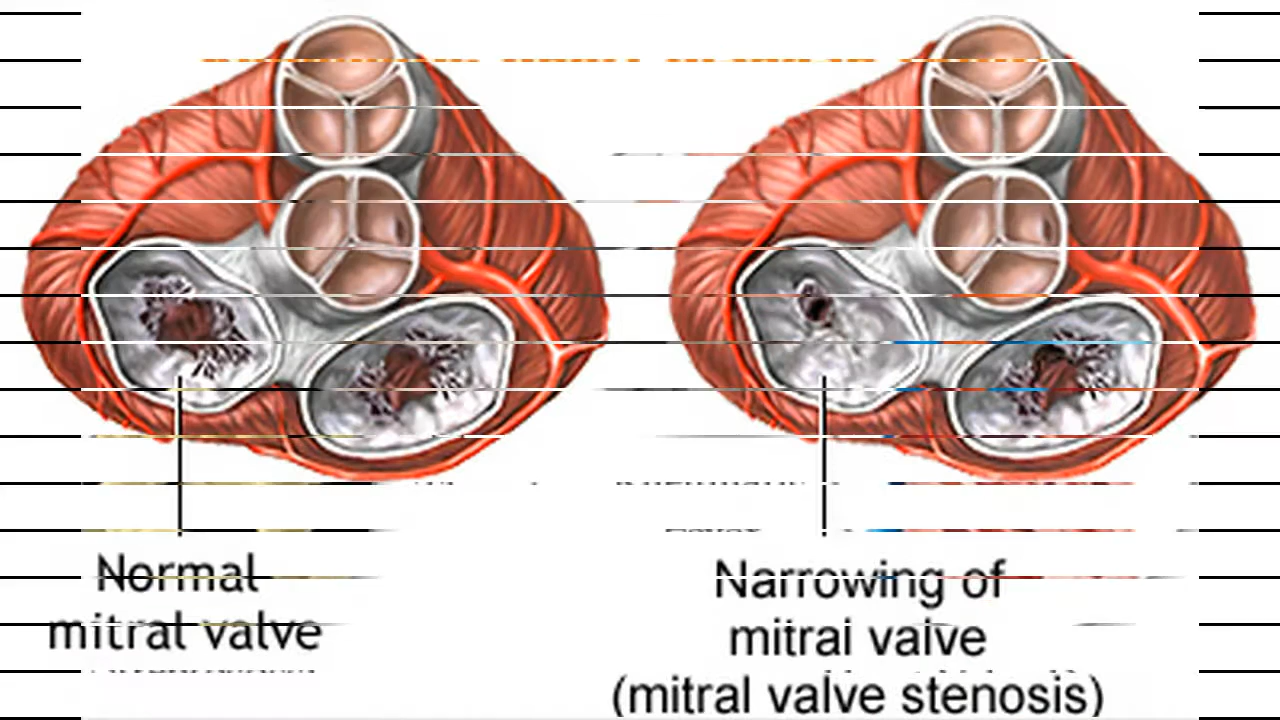 Normal
mitral valve
Narrowing of
mitral valve
(mitral valve stenosis)